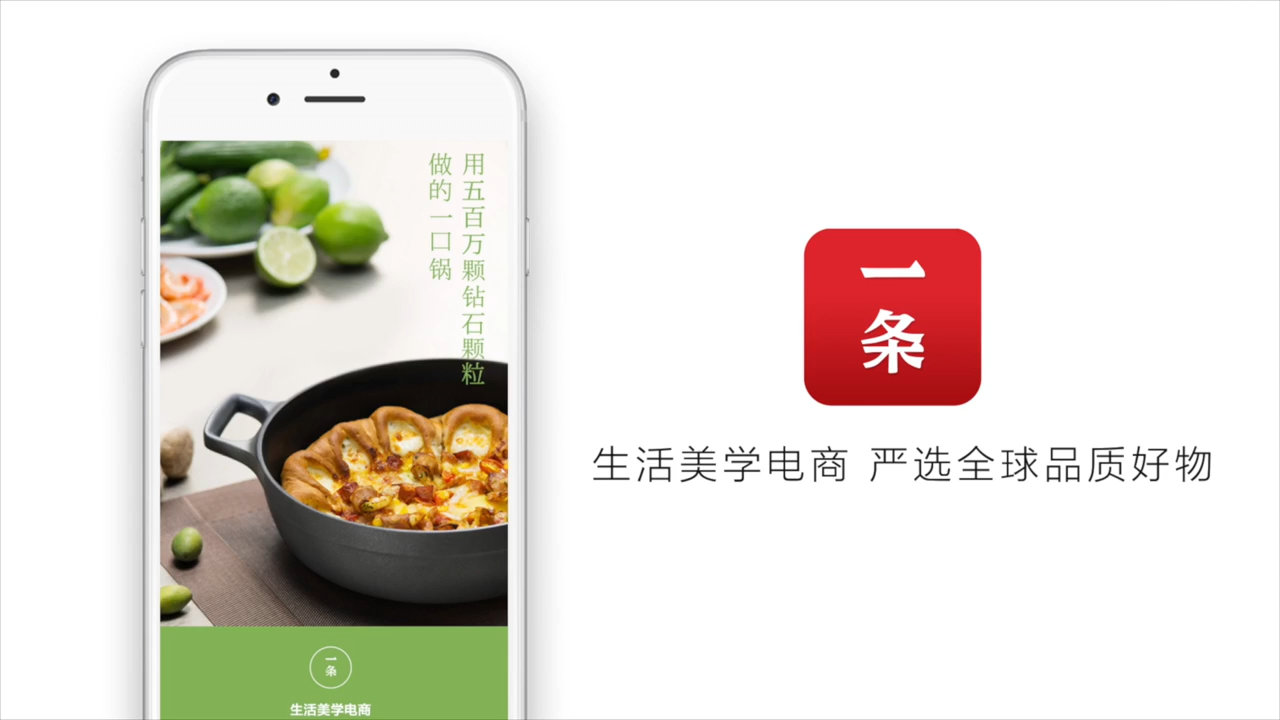 用五百万颗钻石颗粒
做的一口锅
一条
生活美学电商
一条
生活美学电商 严选全球品质好物